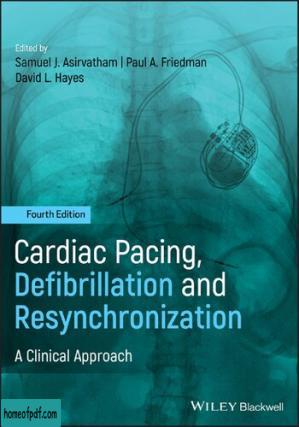 Edited by
Samuel J. Asirvatham | Paul A. Friedman
David L. Hayes
Fourth Edition
Cardiac Pacing,
Defibrillation and
Resynchronization
A Clinical Approach
WILEY Blackwell
homeofpdf.com